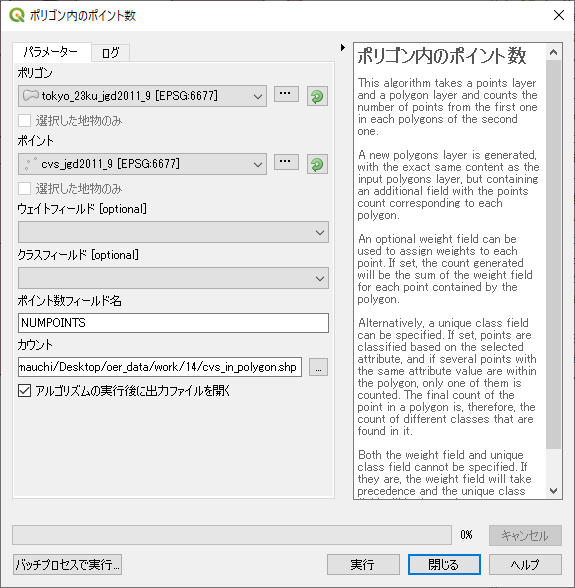 ポリゴン内のポイント数
パラメーター ログ
ポリゴン
tokyo_23ku_jgd2011_9 [EPSG:6677]
...
選択した地物のみ
ポイント
cvs_jgd2011_9 [EPSG:6677]
...
選択した地物のみ
ウェイトフィールド [optional]
クラスフィールド [optional]
ポイント数フィールド名
NUMPOINTS
カウント
mauchi/Desktop/oer_data/work/14/cvs_in_polygon.shp
...
アルゴリズムの実行後に出力ファイルを開く
ポリゴン内のポイント数
This algorithm takes a points layer
and a polygon layer and counts the
number of points from the first one
in each polygons of the second
one.
A new polygons layer is generated,
with the exact same content as the
input polygons layer, but containing
an additional field with the points
count corresponding to each
polygon.
An optional weight field can be
used to assign weights to each
point. If set, the count generated
will be the sum of the weight field
for each point contained by the
polygon.
Alternatively, a unique class field
can be specified. If set, points are
classified based on the selected
attribute, and if several points with
the same attribute value are within
the polygon, only one of them is
counted. The final count of the
point in a polygon is, therefore, the
count of different classes that are
found in it.
Both the weight field and unique
class field cannot be specified. If
they are, the weight field will take
precedence and the unique class
0%
キャンセル
バッチプロセスで実行...
実行
閉じる
ヘルプ